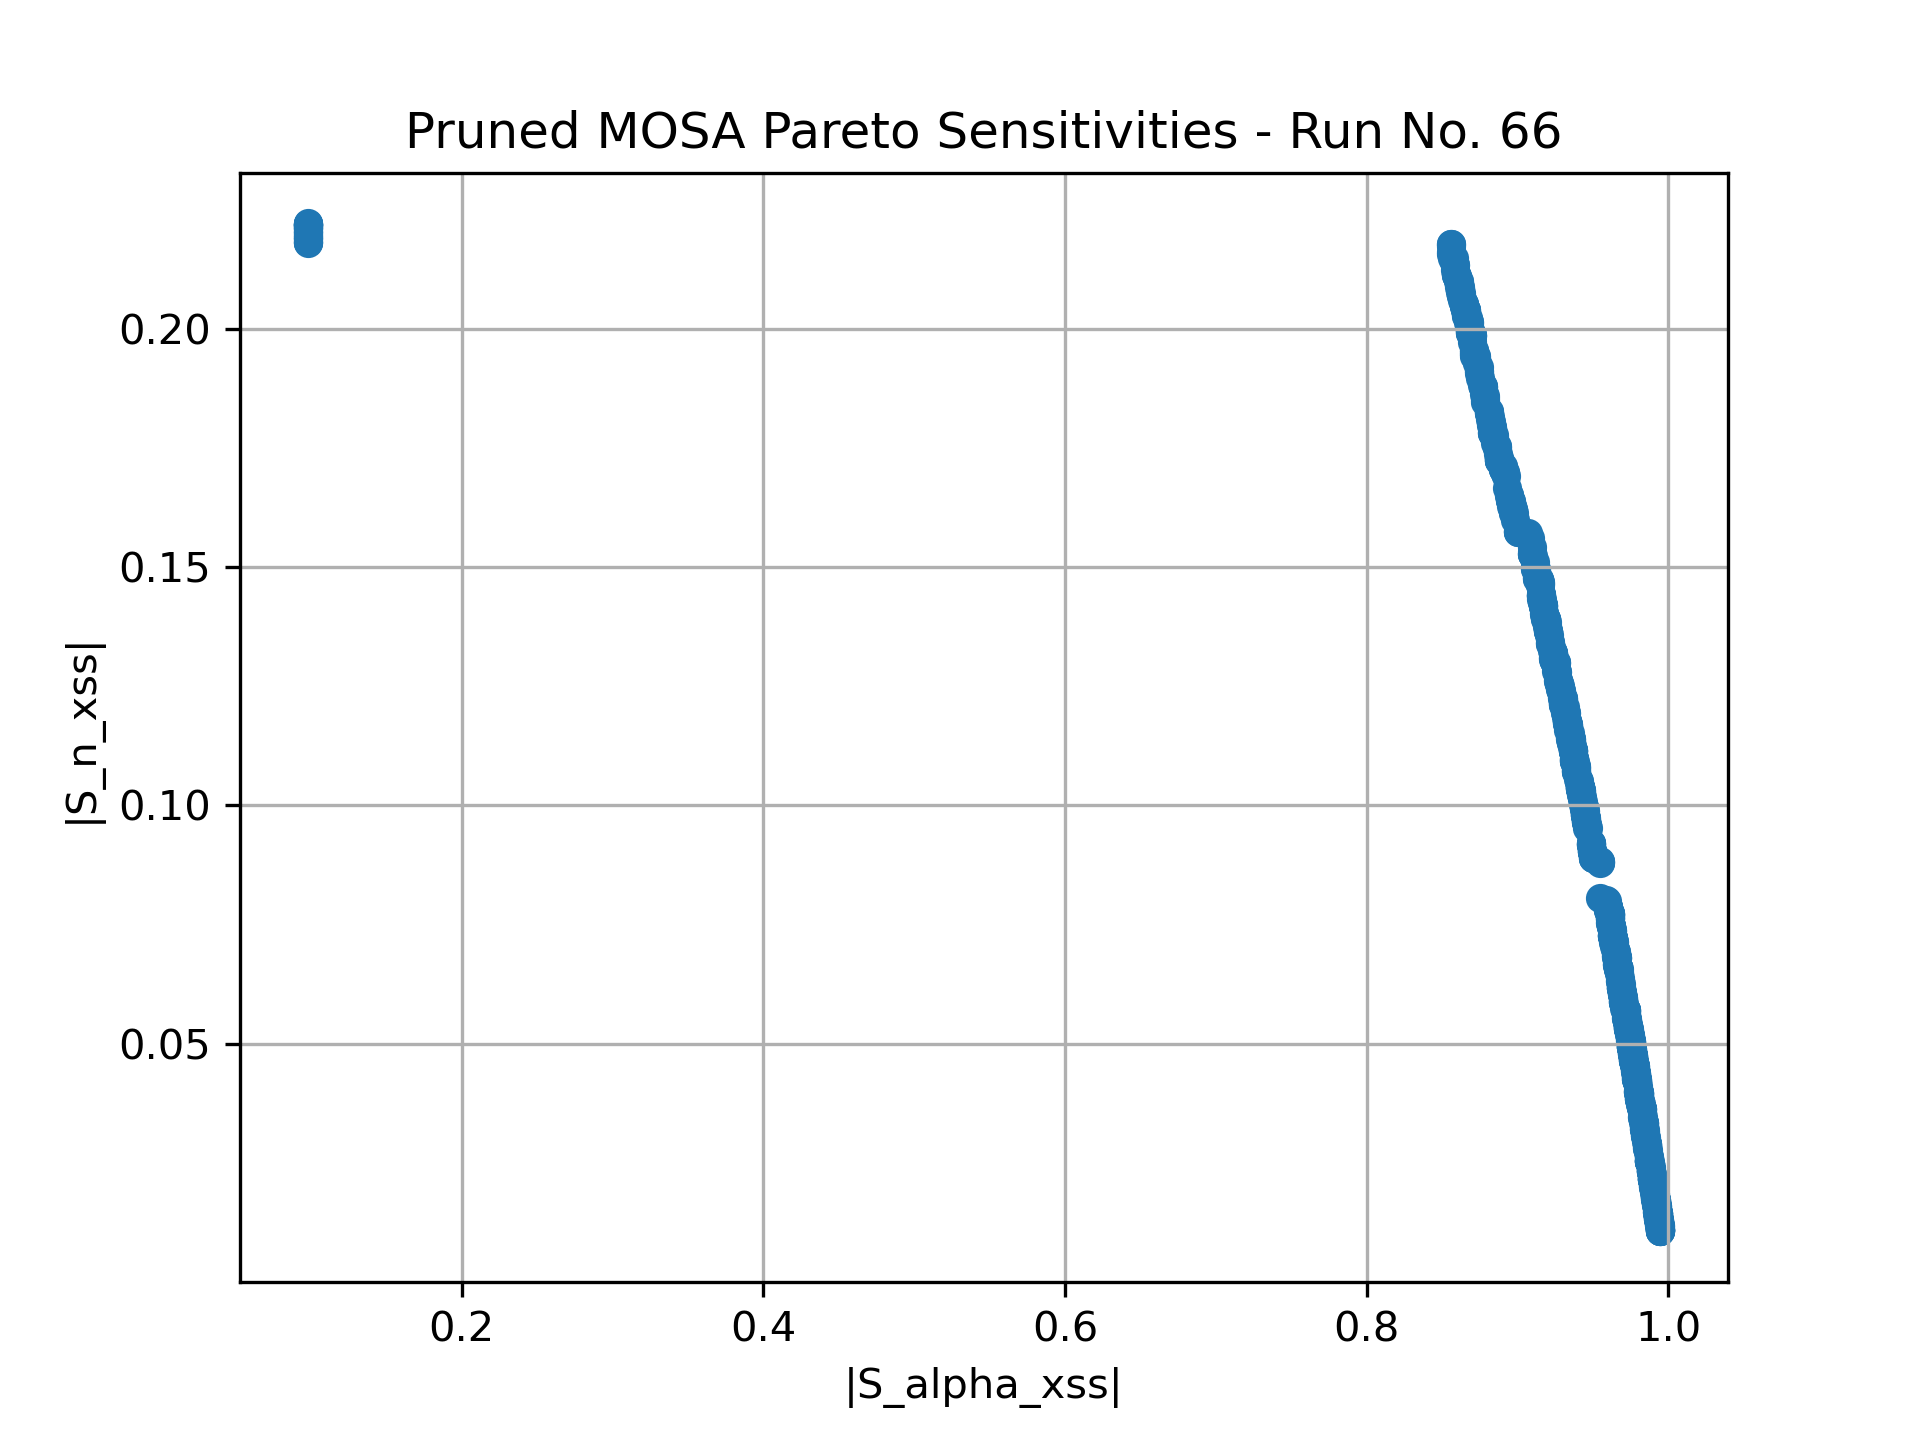 Pruned MOSA Pareto Sensitivities - Run No. 66
|S_n_xss|
0.20
0.15
0.10
0.05
0.2 0.4 0.6 0.8 1.0
|S_alpha_xss|